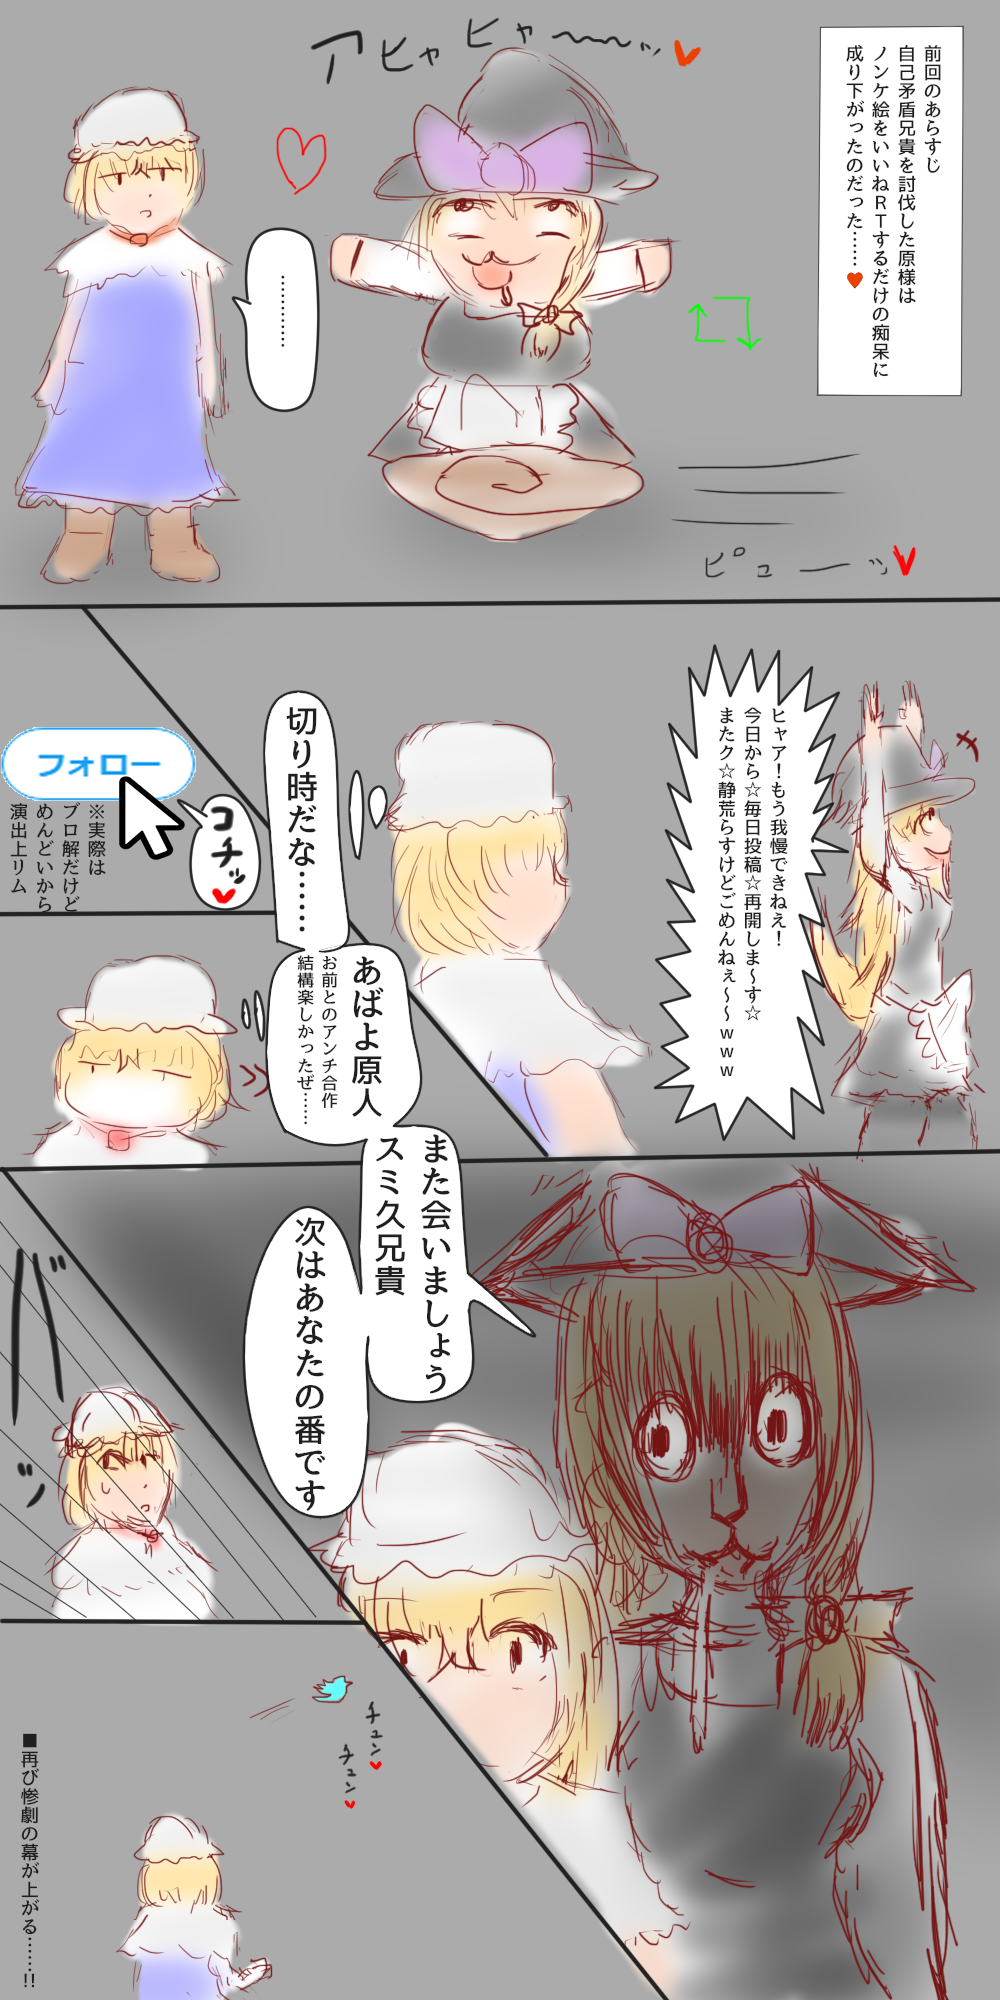 前回のあらすじ
自己矛盾兄貴を討伐した原様は
ノンケ絵をいいねRTするだけの痴呆に
成り下がったのだった……♥
アヒャヒャ〜〜ッ♥
…………
ピューーッ♥
ヒャア！もう我慢できねえ！
今日から☆毎日投稿☆再開しま〜す☆
またク☆静荒らすけどごめんねぇ〜〜ｗｗｗ
切り時だな……
フォロー
コチッ♥
※実際は
ブロ解だけど
めんどいから
演出上リム
あばよ原人
お前とのアンチ合作
結構楽しかったぜ……
また会いましょう
スミ久兄貴
次はあなたの番です
バッ
チュン♥
チュン♥
■再び惨劇の幕が上がる……!!